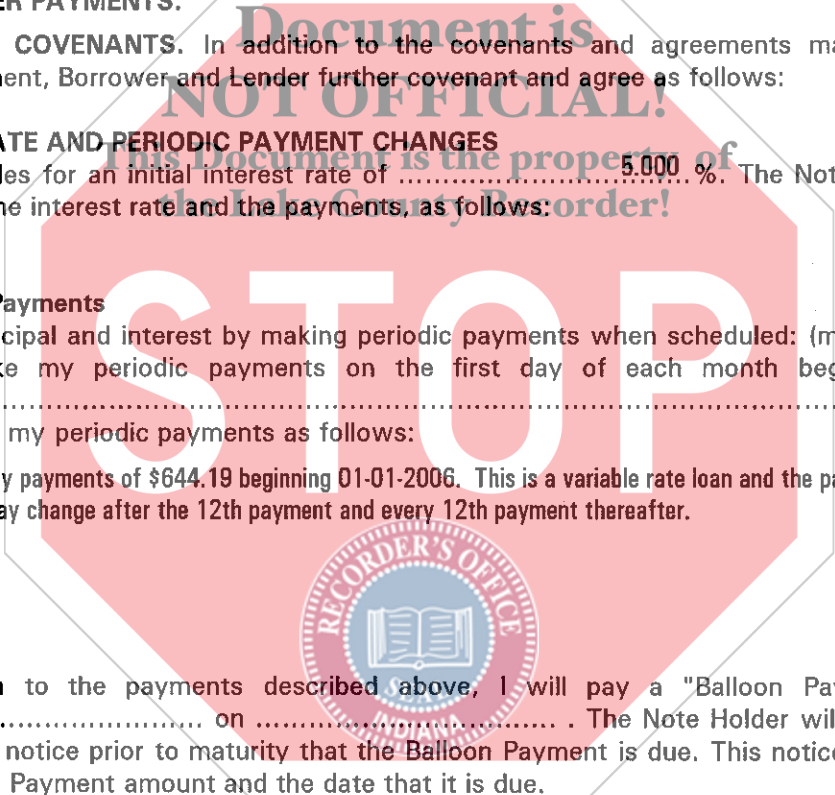 ER PAYMENTS.
Document is
COVENANTS. In addition to the covenants and agreements ma
ent, Borrower and Lender further covenant and agree as follows:
NOT OFFICIAL!
ATE AND PERIODIC PAYMENT CHANGES
This Document is the property of
les for an initial interest rate of ........................ 5.000 .. %. The Not
the Lake County Recorder!
ne interest rate and the payments, as follows:
STOP
Payments
cipal and interest by making periodic payments when scheduled: (m
ke my periodic payments on the first day of each month beg
my periodic payments as follows:
y payments of $644.19 beginning 01-01-2006. This is a variable rate loan and the pa
ay change after the 12th payment and every 12th payment thereafter.
RECORDER'S OFFICE
SEAL
INDIANA
n to the payments described above, I will pay a "Balloon Pay
...................... on ................................. . The Note Holder will
notice prior to maturity that the Balloon Payment is due. This notice
Payment amount and the date that it is due.